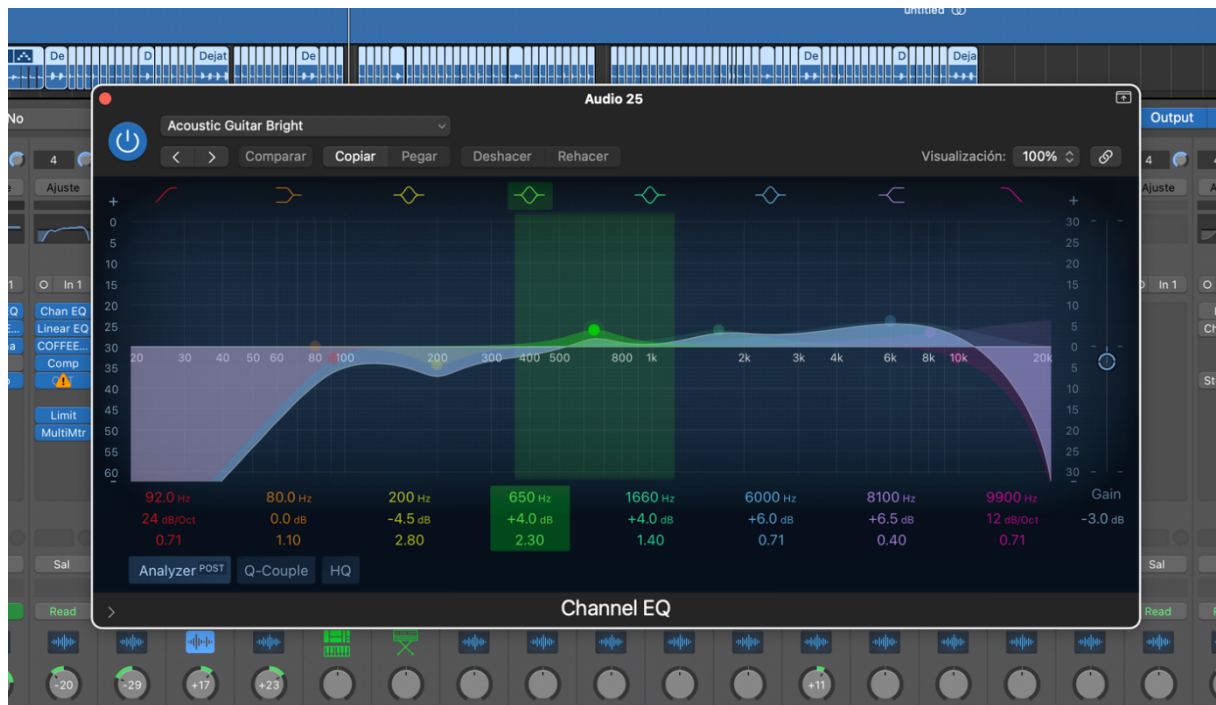 untitled
De D Dejat De De D Deja
Audio 25
No
Acoustic Guitar Bright
Output
4
4
Comparar Copiar Pegar Deshacer Rehacer Visualización: 100%
Ajuste
Ajuste
+ +
0 30
5 25
10 20
15 15
In 1
In 1
20 10
Chan EQ
25 5
Linear EQ
30 0
COFFEE...
20 30 40 50 60 80 100 200 300 400 500 800 1k 2k 3k 4k 6k 8k 10k 20k
Comp
35 5
40 10
45 15
Limit
50 20
MultiMtr
55 25
60 30
- -
92.0 Hz 80.0 Hz 200 Hz 650 Hz 1660 Hz 6000 Hz 8100 Hz 9900 Hz Gain
24 dB/Oct 0.0 dB -4.5 dB +4.0 dB +4.0 dB +6.0 dB +6.5 dB 12 dB/Oct -3.0 dB
0.71 1.10 2.80 2.30 1.40 0.71 0.40 0.71
Sal
Sal
Analyzer POST Q-Couple HQ
Read
Read
Channel EQ
-20 -29 +17 +23 +11